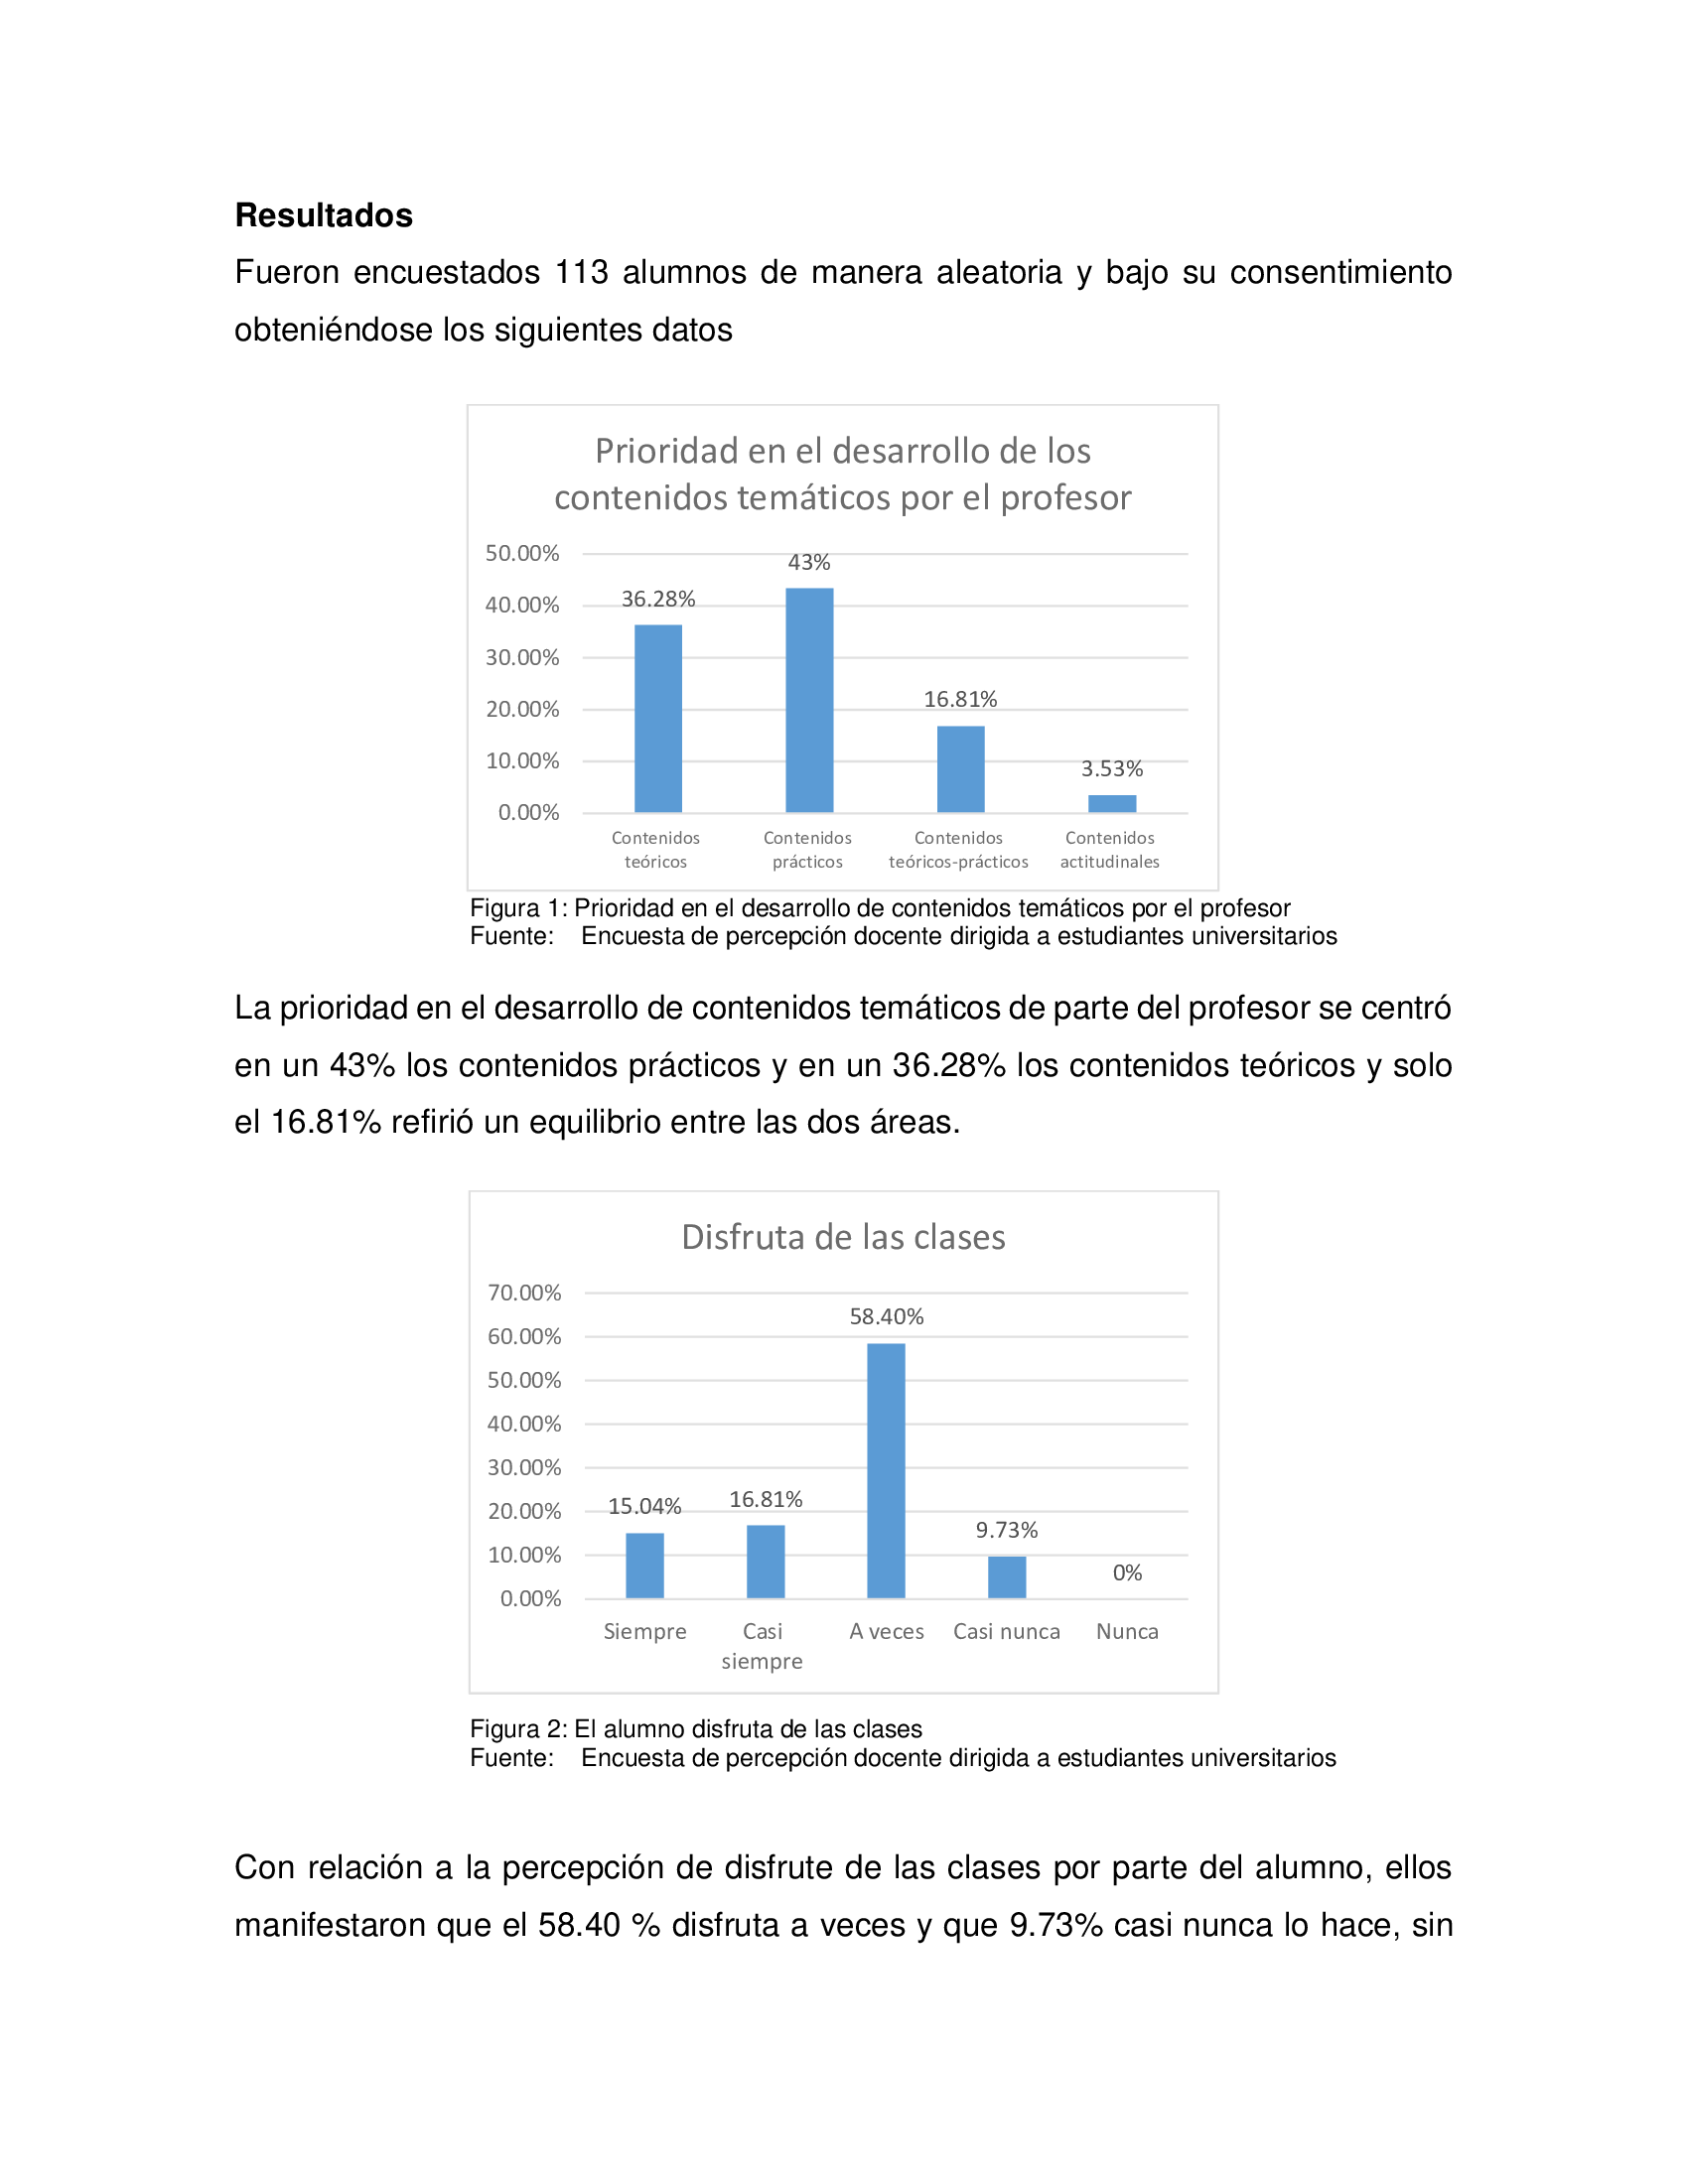 Resultados
Fueron encuestados 113 alumnos de manera aleatoria y bajo su consentimiento
obteniéndose los siguientes datos
Prioridad en el desarrollo de los
contenidos temáticos por el profesor
50.00%
40.00%
30.00%
20.00%
10.00%
0.00%
36.28%
43%
16.81%
3.53%
Contenidos
teóricos
Contenidos
prácticos
Contenidos
teóricos-prácticos
Contenidos
actitudinales
Figura 1: Prioridad en el desarrollo de contenidos temáticos por el profesor
Fuente: Encuesta de percepción docente dirigida a estudiantes universitarios
La prioridad en el desarrollo de contenidos temáticos de parte del profesor se centró
en un 43% los contenidos prácticos y en un 36.28% los contenidos teóricos y solo
el 16.81% refirió un equilibrio entre las dos áreas.
Disfruta de las clases
70.00%
60.00%
50.00%
40.00%
30.00%
20.00%
10.00%
0.00%
15.04%
16.81%
58.40%
9.73%
0%
Siempre
Casi
siempre
A veces
Casi nunca
Nunca
Figura 2: El alumno disfruta de las clases
Fuente: Encuesta de percepción docente dirigida a estudiantes universitarios
Con relación a la percepción de disfrute de las clases por parte del alumno, ellos
manifestaron que el 58.40 % disfruta a veces y que 9.73% casi nunca lo hace, sin